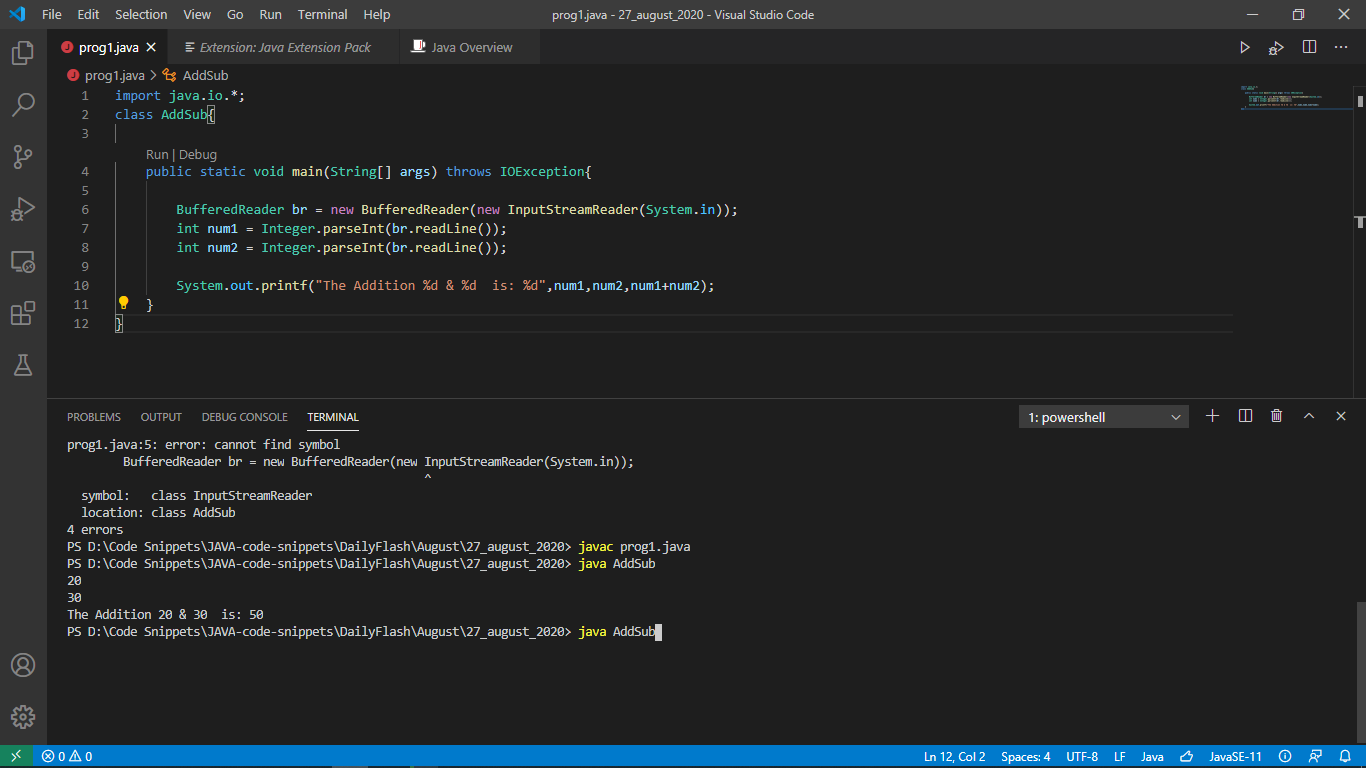 File Edit Selection View Go Run Terminal Help prog1.java - 27_august_2020 - Visual Studio Code
prog1.java Extension: Java Extension Pack Java Overview
prog1.java > AddSub
1 import java.io.*;
2 class AddSub{
3
Run | Debug
4 public static void main(String[] args) throws IOException{
5
6 BufferedReader br = new BufferedReader(new InputStreamReader(System.in));
7 int num1 = Integer.parseInt(br.readLine());
8 int num2 = Integer.parseInt(br.readLine());
9
10 System.out.printf("The Addition %d & %d  is: %d",num1,num2,num1+num2);
11 }
12 }
PROBLEMS OUTPUT DEBUG CONSOLE TERMINAL 1: powershell
prog1.java:5: error: cannot find symbol
BufferedReader br = new BufferedReader(new InputStreamReader(System.in));
^
symbol:   class InputStreamReader
location: class AddSub
4 errors
PS D:\Code Snippets\JAVA-code-snippets\DailyFlash\August\27_august_2020> javac prog1.java
PS D:\Code Snippets\JAVA-code-snippets\DailyFlash\August\27_august_2020> java AddSub
20
30
The Addition 20 & 30  is: 50
PS D:\Code Snippets\JAVA-code-snippets\DailyFlash\August\27_august_2020> java AddSub
0 0 Ln 12, Col 2 Spaces: 4 UTF-8 LF Java JavaSE-11